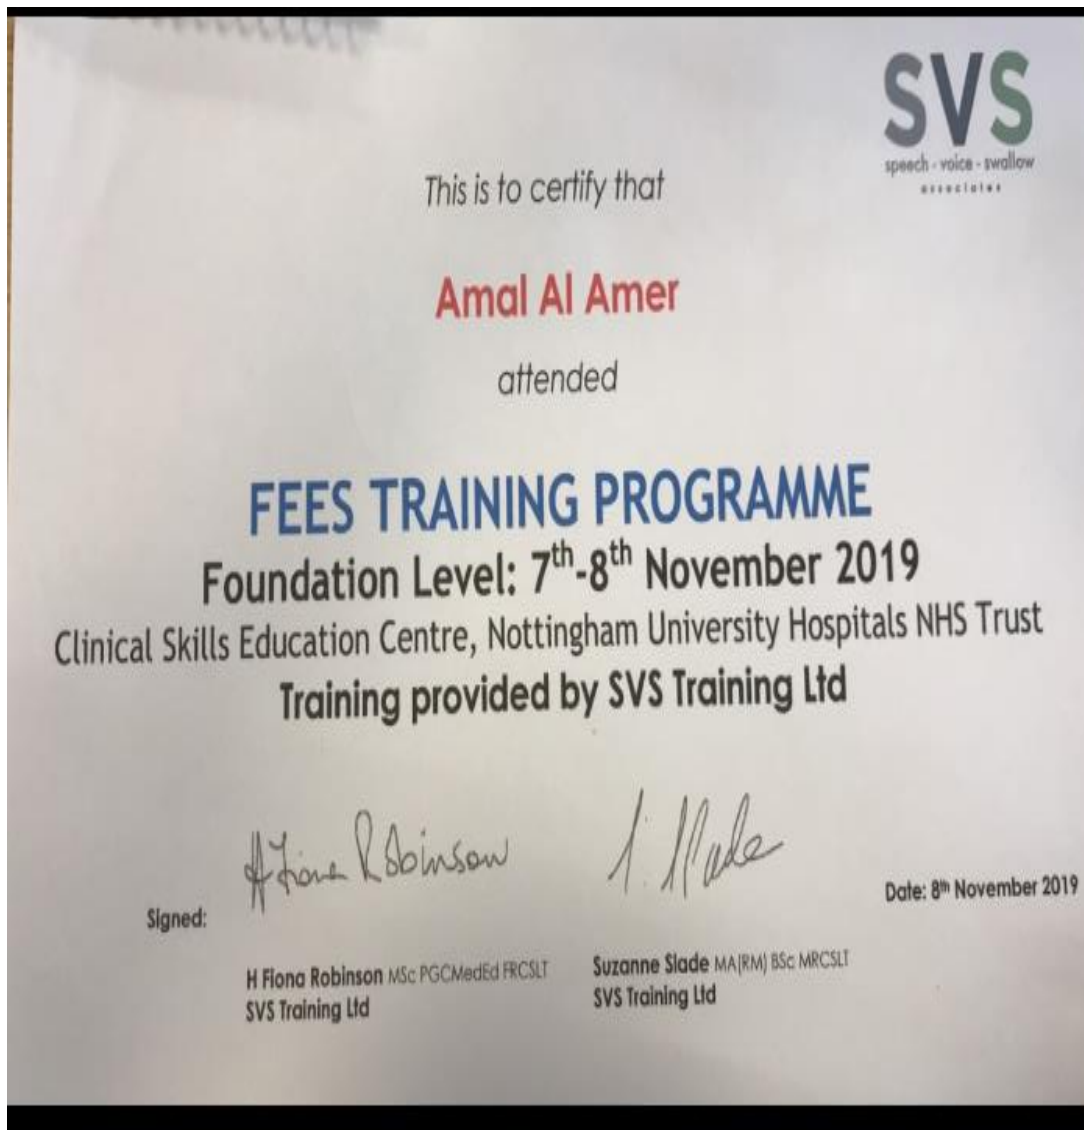 SVS
speech - voice - swallow
associates
This is to certify that
Amal Al Amer
attended
FEES TRAINING PROGRAMME
Foundation Level: 7th-8th November 2019
Clinical Skills Education Centre, Nottingham University Hospitals NHS Trust
Training provided by SVS Training Ltd
H Fiona Robinson
S. Slade
Signed:
Date: 8th November 2019
H Fiona Robinson MSc PGCMedEd FRCSLT
SVS Training Ltd
Suzanne Slade MA(RM) BSc MRCSLT
SVS Training Ltd